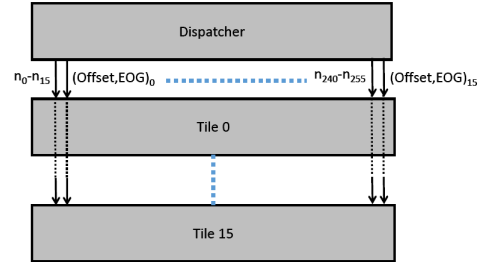 Dispatcher
n₀-n₁₅ (Offset,EOG)₀ n₂₄₀-n₂₅₅ (Offset,EOG)₁₅
Tile 0
Tile 15